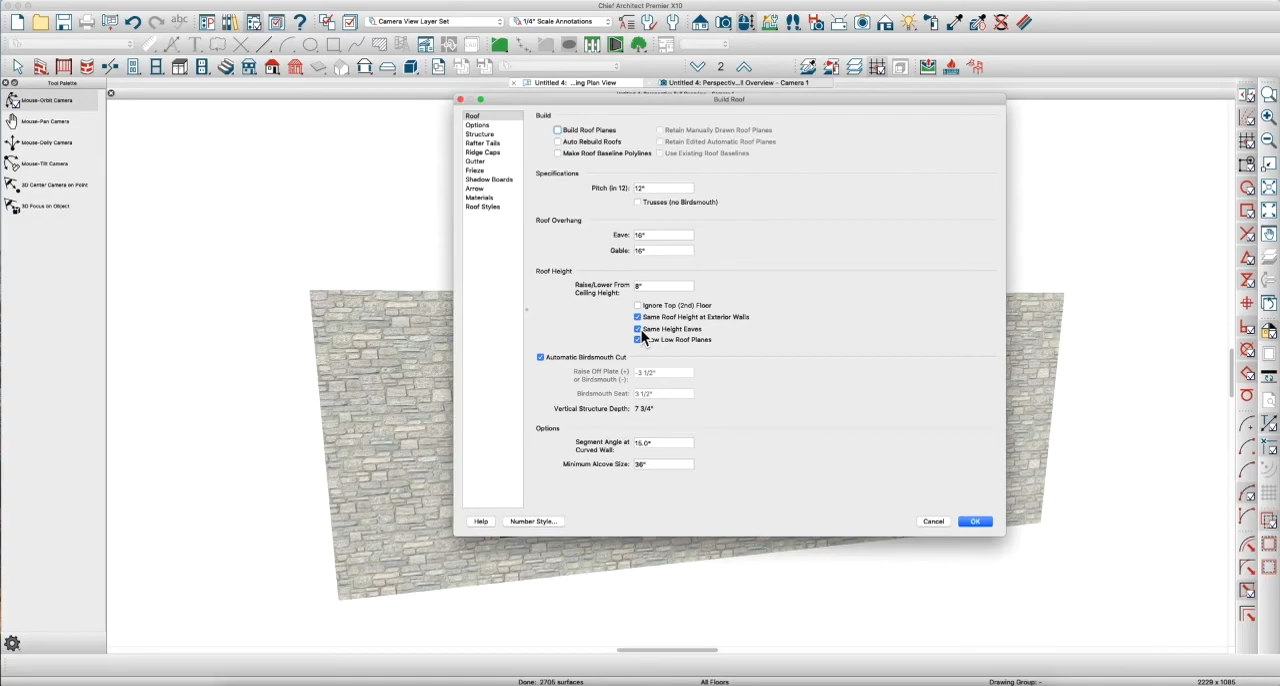 Chief Architect Premier X10
abc
Camera View Layer Set
1/4" Scale Annotations
2
Tool Palette
Untitled 4: ...ing Plan View
Untitled 4: Perspectiv...ll Overview - Camera 1
Mouse-Orbit Camera
Mouse-Pan Camera
Mouse-Dolly Camera
Mouse-Tilt Camera
3D Center Camera on Point
3D Focus on Object
Build Roof
Roof
Options
Structure
Rafter Tails
Ridge Caps
Gutter
Frieze
Shadow Boards
Arrow
Materials
Roof Styles
Build
Build Roof Planes
Retain Manually Drawn Roof Planes
Auto Rebuild Roofs
Retain Edited Automatic Roof Planes
Make Roof Baseline Polylines
Use Existing Roof Baselines
Specifications
Pitch (in 12): 12"
Trusses (no Birdsmouth)
Roof Overhang
Eave: 16"
Gable: 16"
Roof Height
Raise/Lower From Ceiling Height: 8"
Ignore Top (2nd) Floor
Same Roof Height at Exterior Walls
Same Height Eaves
ow Low Roof Planes
Automatic Birdsmouth Cut
Raise Off Plate (+) or Birdsmouth (-): -3 1/2"
Birdsmouth Seat: 3 1/2"
Vertical Structure Depth: 7 3/4"
Options
Segment Angle at Curved Wall: 15.0°
Minimum Alcove Size: 36"
Help
Number Style...
Cancel
OK
Done: 2705 surfaces
All Floors
Drawing Group: -
2229 x 1085